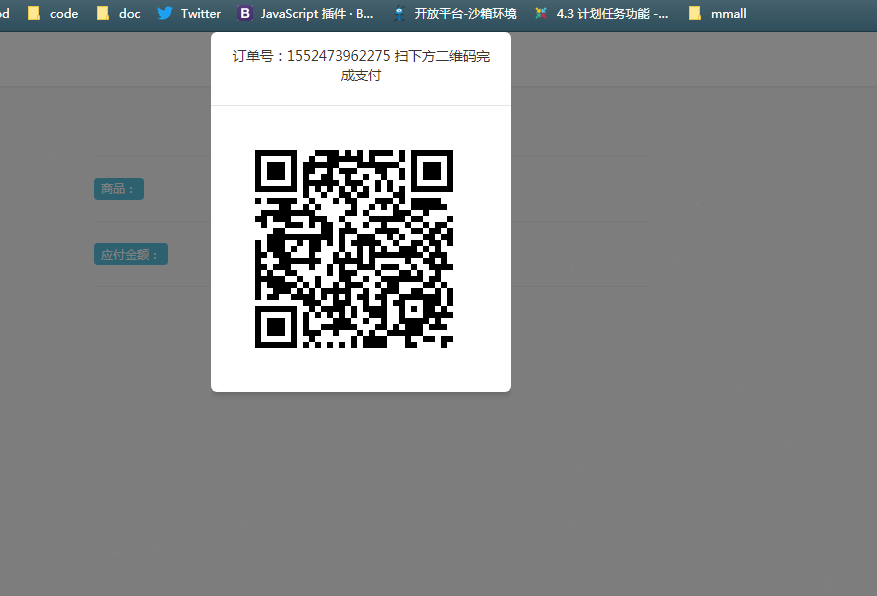 od code doc Twitter B JavaScript 插件 · B... 开放平台-沙箱环境 4.3 计划任务功能 -... mmall
订单号：1552473962275 扫下方二维码完
成支付
商品：
应付金额：